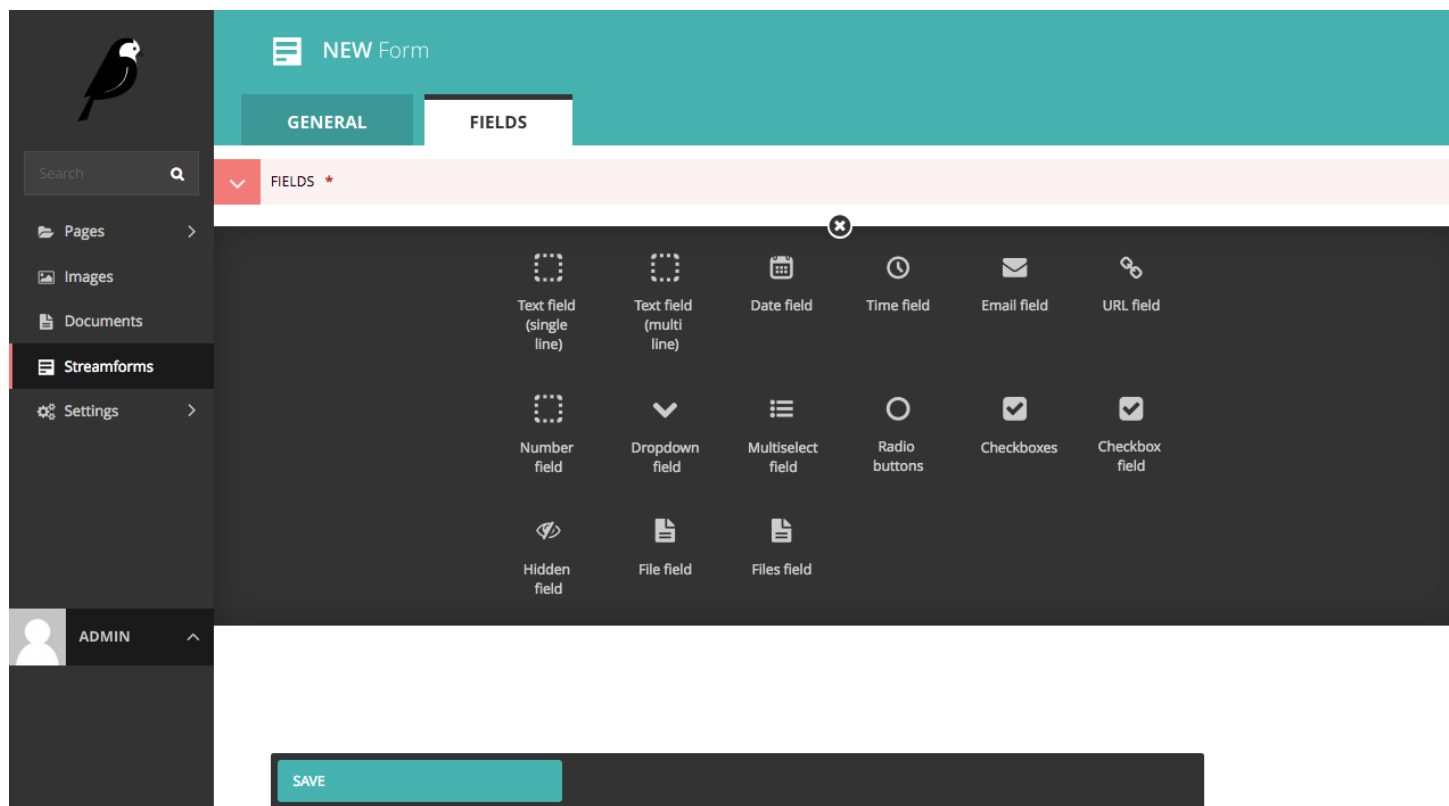 NEW Form
GENERAL
FIELDS
Search
FIELDS *
Pages
Images
Documents
Streamforms
Settings
Text field
(single
line)
Text field
(multi
line)
Date field
Time field
Email field
URL field
Number
field
Dropdown
field
Multiselect
field
Radio
buttons
Checkboxes
Checkbox
field
Hidden
field
File field
Files field
ADMIN
SAVE